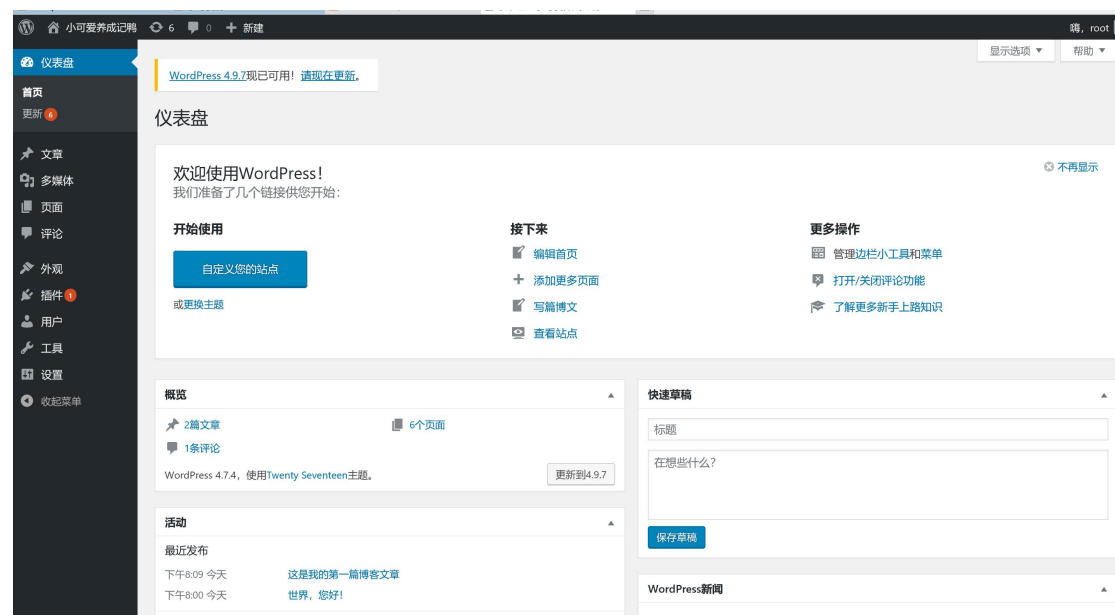 小可爱养成记鸭 6 0 新建 嗨，root
仪表盘 显示选项 帮助
首页
更新 6
文章
多媒体
页面
评论
外观
插件 1
用户
工具
设置
收起菜单
WordPress 4.9.7现已可用！请现在更新。
仪表盘
欢迎使用WordPress！ 不再显示
我们准备了几个链接供您开始：
开始使用
自定义您的站点
或更换主题
接下来
编辑首页
添加更多页面
写篇博文
查看站点
更多操作
管理边栏小工具和菜单
打开/关闭评论功能
了解更多新手上路知识
概览
2篇文章 6个页面
1条评论
WordPress 4.7.4，使用Twenty Seventeen主题。 更新到4.9.7
活动
最近发布
下午8:09 今天 这是我的第一篇博客文章
下午8:00 今天 世界，您好！
快速草稿
标题
在想些什么？
保存草稿
WordPress新闻